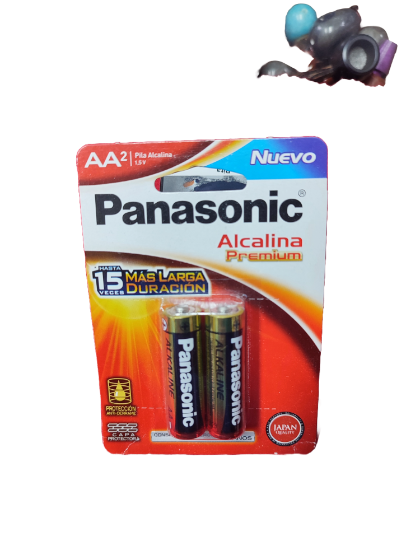 AA2 Pila Alcalina
1,5 V
Nuevo
Panasonic®
Alcalina
Premium
HASTA
15
VECES
MÁS LARGA
DURACIÓN
Panasonic
ALKALINE
Panasonic
ALKALINE
PROTECCIÓN
ANTI-DERRAME
CAPA
PROTECTORA
JAPAN
QUALITY